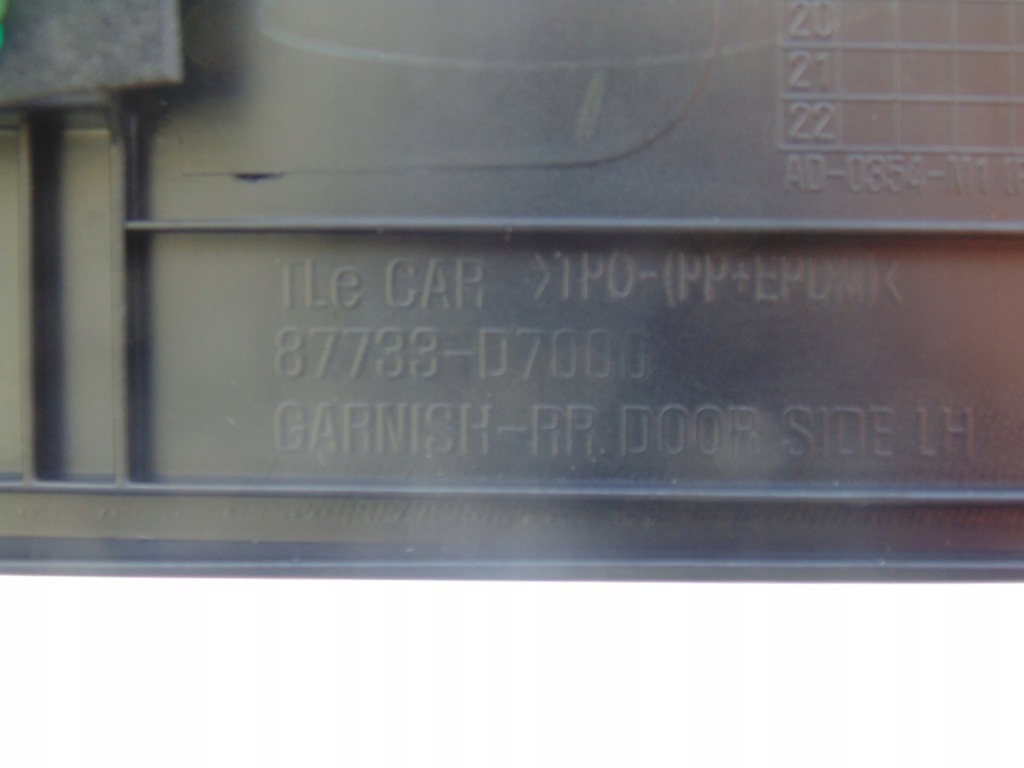 20
21
22
AD-0354-M1
TLe CAR >TPO-(PP+EPDM)<
87733-D7000
GARNISH-RR DOOR SIDE LH